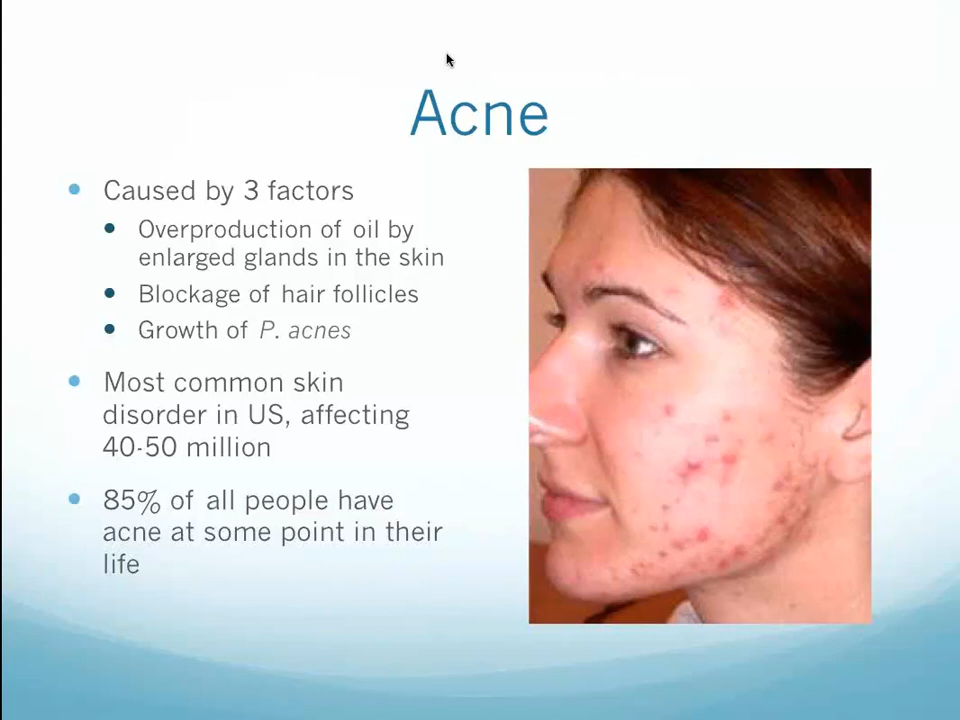 Acne
Caused by 3 factors
Overproduction of oil by
enlarged glands in the skin
Blockage of hair follicles
Growth of P. acnes
Most common skin
disorder in US, affecting
40-50 million
85% of all people have
acne at some point in their
life